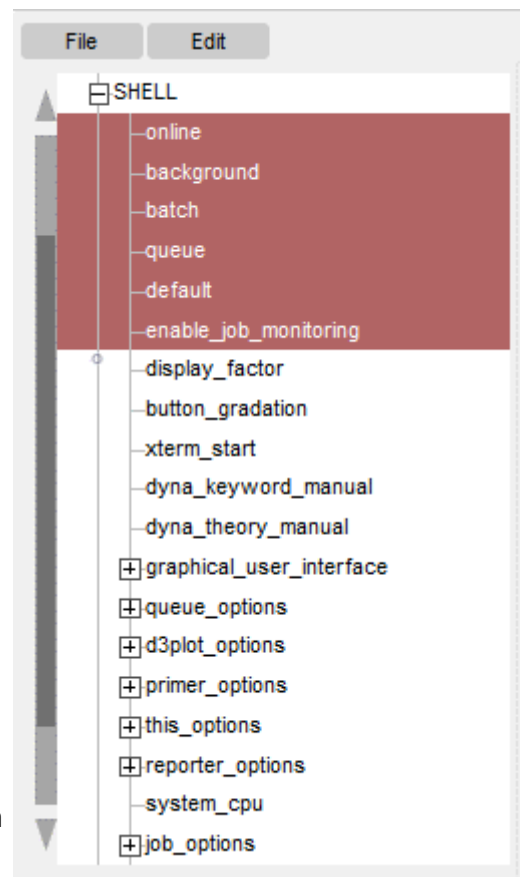 File Edit
SHELL
online
background
batch
queue
default
enable_job_monitoring
display_factor
button_gradation
xterm_start
dyna_keyword_manual
dyna_theory_manual
graphical_user_interface
queue_options
d3plot_options
primer_options
this_options
reporter_options
system_cpu
job_options